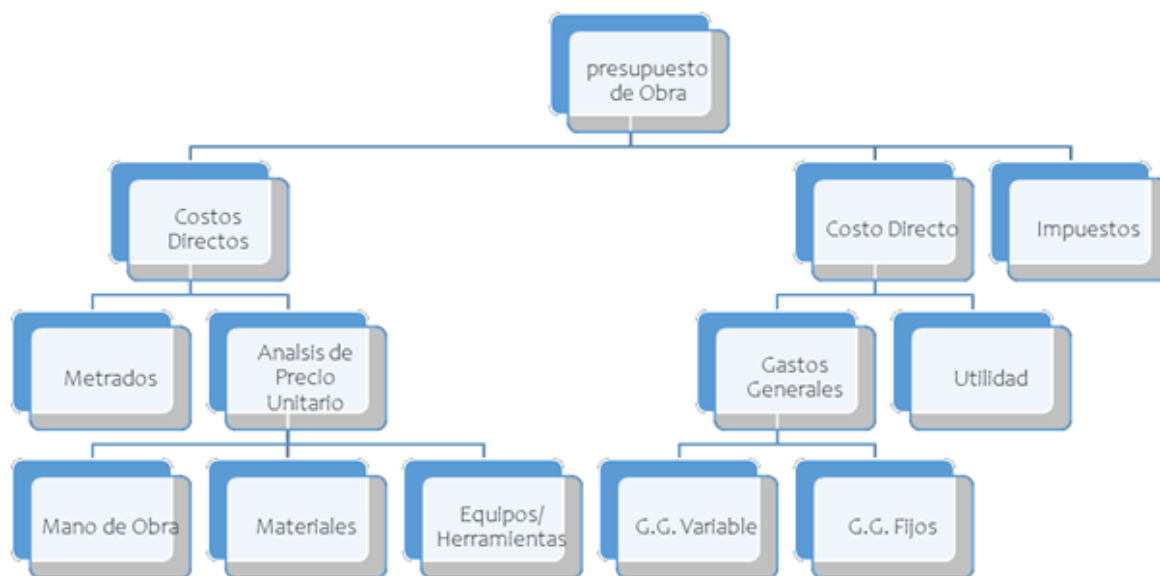 presupuesto
de Obra
Costos
Directos
Costo Directo
Impuestos
Metrados
Analsis de
Precio
Unitario
Gastos
Generales
Utilidad
Mano de Obra
Materiales
Equipos/
Herramientas
G.G. Variable
G.G. Fijos